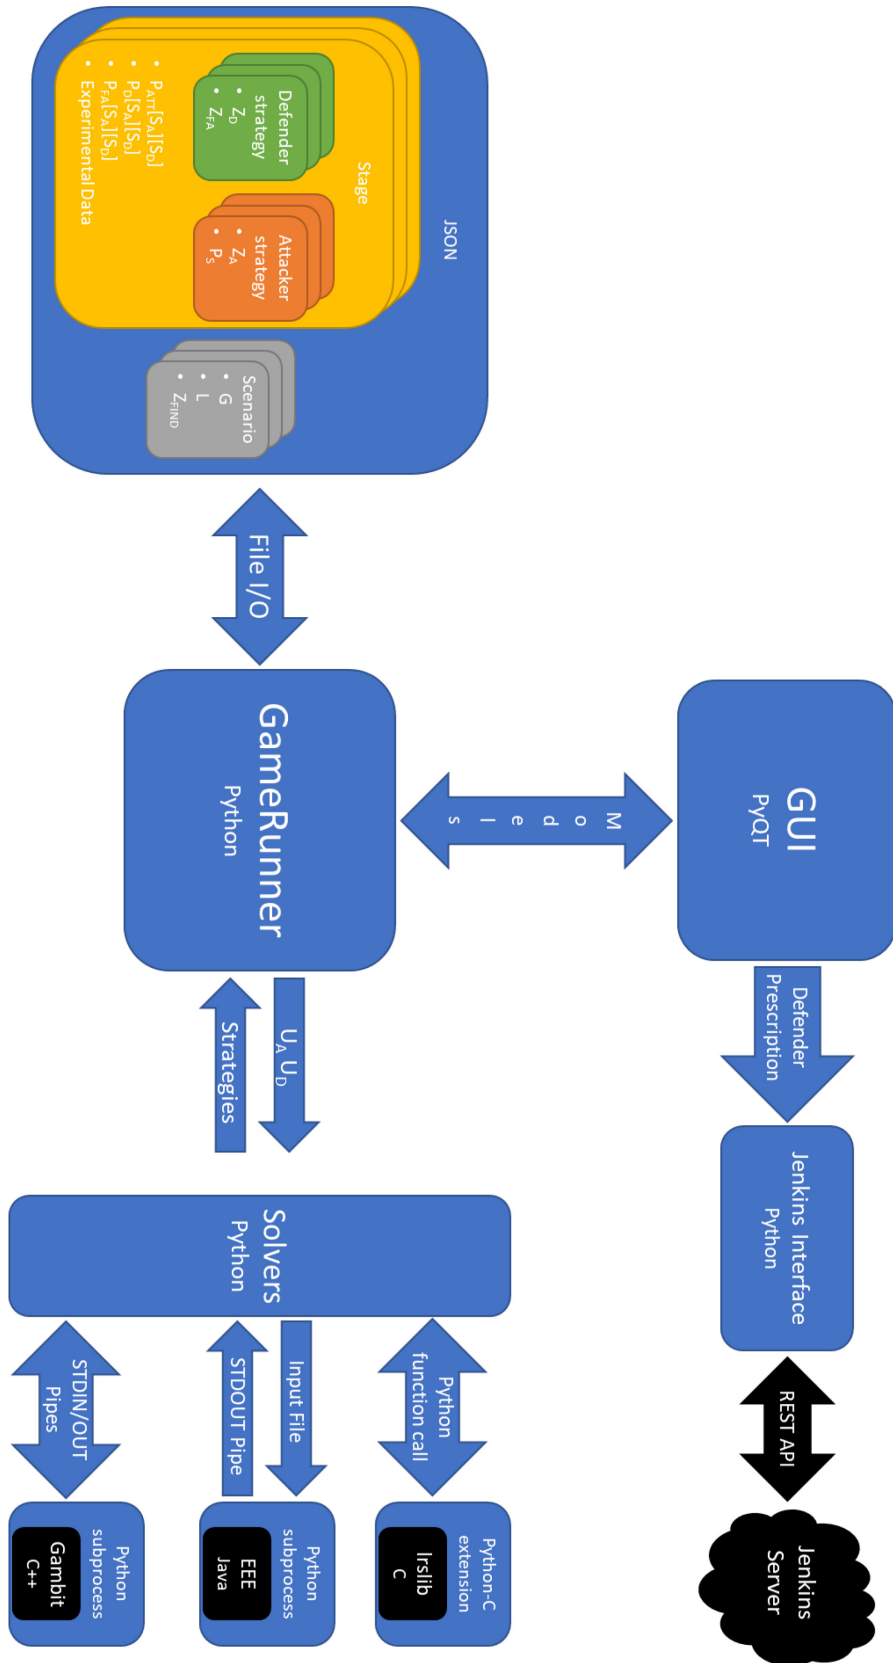 GUI
PyQT
Defender
Prescription
Jenkins Interface
Python
REST API
Jenkins
Server
Models
JSON
Stage
Defender
strategy
• Z_D
• Z_FA
Attacker
strategy
• Z_A
• P_S
• P_ATT[S_A][S_D]
• P_D[S_A][S_D]
• P_FA[S_A][S_D]
• Experimental Data
Scenario
• G
• L
• Z_FIND
File I/O
GameRunner
Python
U_A U_D
Strategies
Solvers
Python
Python
function call
Python-C
extension
lrslib
C
Input File
STDOUT Pipe
Python
subprocess
EEE
Java
STDIN/OUT
Pipes
Python
subprocess
Gambit
C++